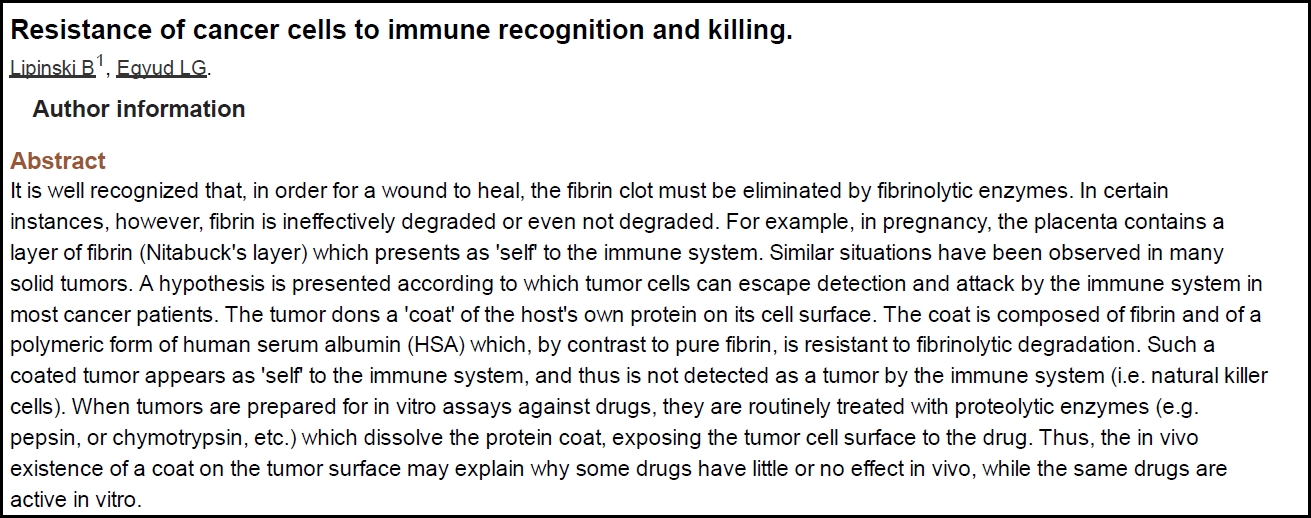 Resistance of cancer cells to immune recognition and killing.
Lipinski B1, Egyud LG.
Author information
Abstract
It is well recognized that, in order for a wound to heal, the fibrin clot must be eliminated by fibrinolytic enzymes. In certain
instances, however, fibrin is ineffectively degraded or even not degraded. For example, in pregnancy, the placenta contains a
layer of fibrin (Nitabuck's layer) which presents as 'self' to the immune system. Similar situations have been observed in many
solid tumors. A hypothesis is presented according to which tumor cells can escape detection and attack by the immune system in
most cancer patients. The tumor dons a 'coat' of the host's own protein on its cell surface. The coat is composed of fibrin and of a
polymeric form of human serum albumin (HSA) which, by contrast to pure fibrin, is resistant to fibrinolytic degradation. Such a
coated tumor appears as 'self' to the immune system, and thus is not detected as a tumor by the immune system (i.e. natural killer
cells). When tumors are prepared for in vitro assays against drugs, they are routinely treated with proteolytic enzymes (e.g.
pepsin, or chymotrypsin, etc.) which dissolve the protein coat, exposing the tumor cell surface to the drug. Thus, the in vivo
existence of a coat on the tumor surface may explain why some drugs have little or no effect in vivo, while the same drugs are
active in vitro.